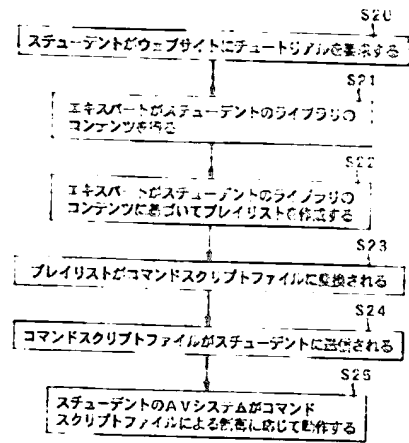 S20
ステューデントがウェブサイトにチュートリアルを要求する
S21
エキスパートがステューデントのライブラリの
コンテンツを得る
S22
エキスパートがステューデントのライブラリの
コンテンツに基づいてプレイリストを作成する
S23
プレイリストがコマンドスクリプトファイルに変換される
S24
コマンドスクリプトファイルがステューデントに送信される
S25
スチューデントのAVシステムがコマンド
スクリプトファイルによる制御に応じて動作する